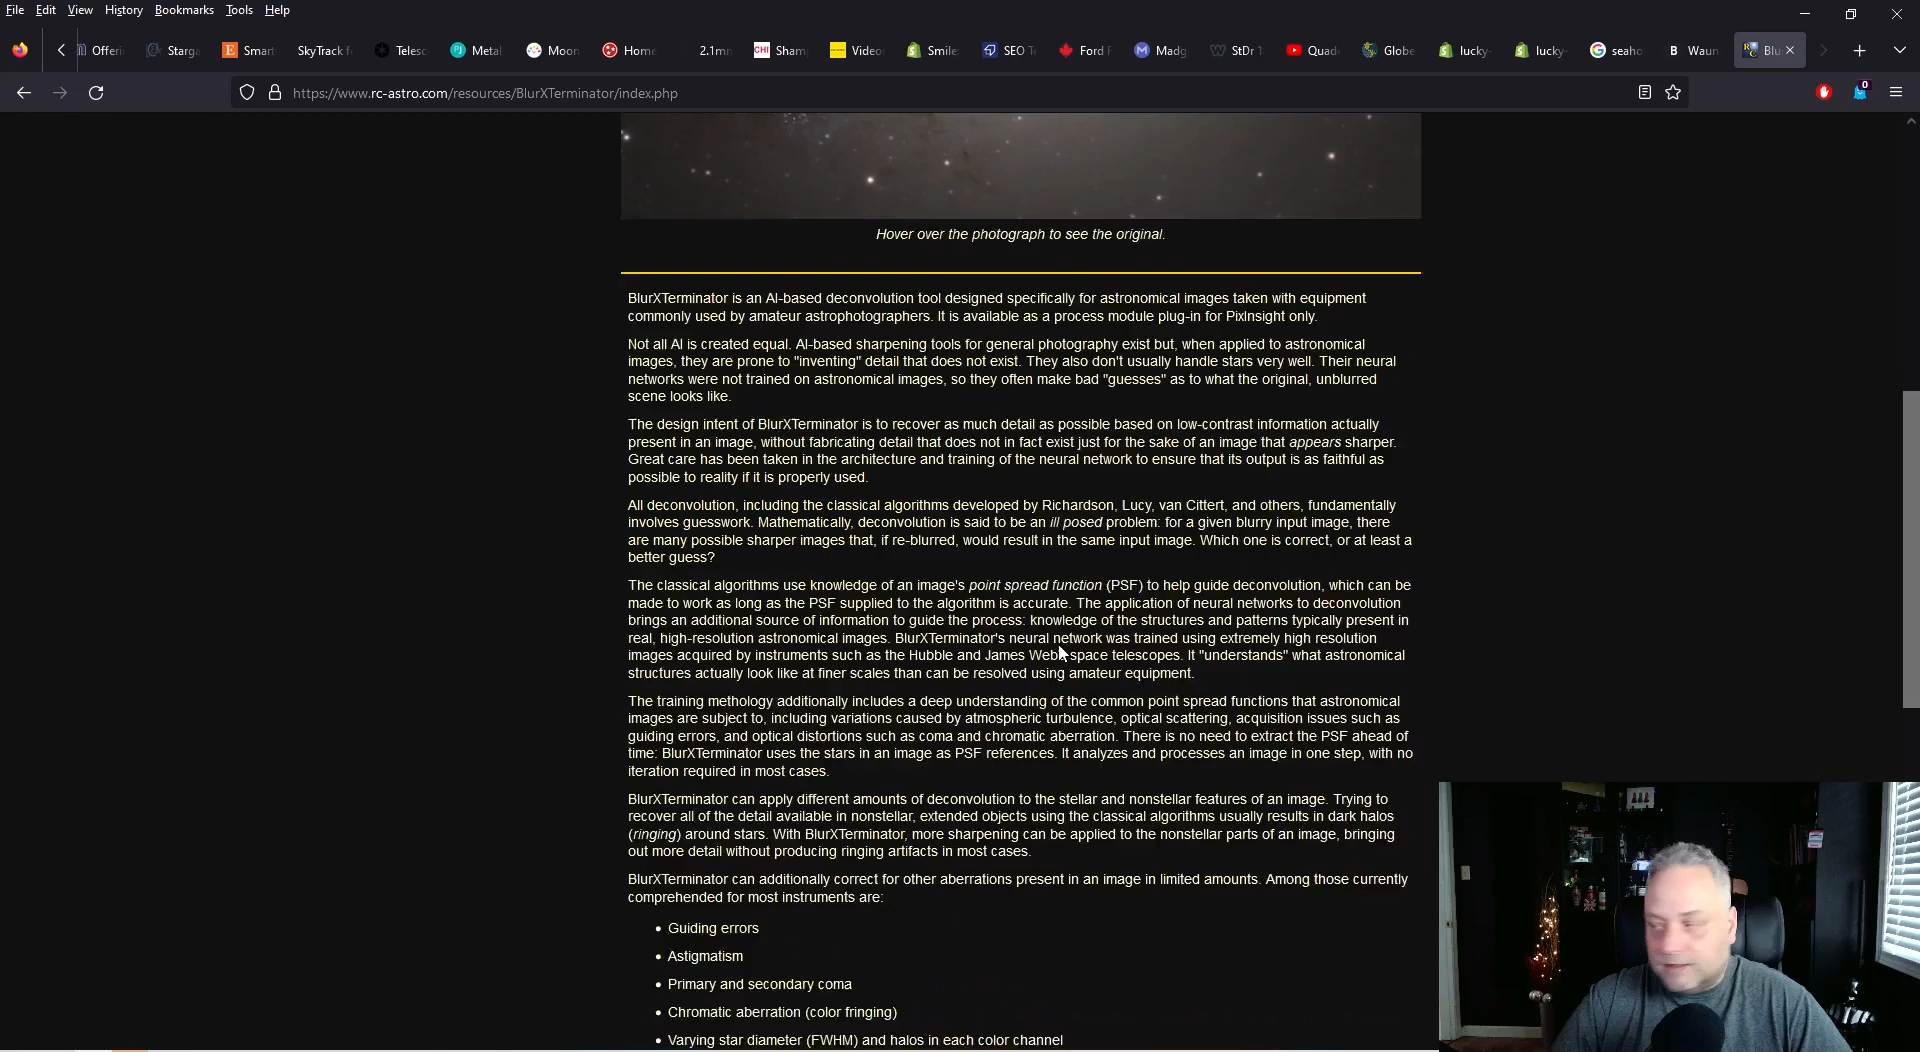 File Edit View History Bookmarks Tools Help
Offeri Starga Smart SkyTrack f Telesc Metal Moon Home 2.1mm Sham Video Smile SEO T Ford F Madg StDr 1 Quad Globe lucky- lucky- seaho Waun Blu
https://www.rc-astro.com/resources/BlurXTerminator/index.php
0
Hover over the photograph to see the original.
BlurXTerminator is an AI-based deconvolution tool designed specifically for astronomical images taken with equipment
commonly used by amateur astrophotographers. It is available as a process module plug-in for PixInsight only.
Not all AI is created equal. AI-based sharpening tools for general photography exist but, when applied to astronomical
images, they are prone to "inventing" detail that does not exist. They also don't usually handle stars very well. Their neural
networks were not trained on astronomical images, so they often make bad "guesses" as to what the original, unblurred
scene looks like.
The design intent of BlurXTerminator is to recover as much detail as possible based on low-contrast information actually
present in an image, without fabricating detail that does not in fact exist just for the sake of an image that appears sharper.
Great care has been taken in the architecture and training of the neural network to ensure that its output is as faithful as
possible to reality if it is properly used.
All deconvolution, including the classical algorithms developed by Richardson, Lucy, van Cittert, and others, fundamentally
involves guesswork. Mathematically, deconvolution is said to be an ill posed problem: for a given blurry input image, there
are many possible sharper images that, if re-blurred, would result in the same input image. Which one is correct, or at least a
better guess?
The classical algorithms use knowledge of an image's point spread function (PSF) to help guide deconvolution, which can be
made to work as long as the PSF supplied to the algorithm is accurate. The application of neural networks to deconvolution
brings an additional source of information to guide the process: knowledge of the structures and patterns typically present in
real, high-resolution astronomical images. BlurXTerminator's neural network was trained using extremely high resolution
images acquired by instruments such as the Hubble and James Webb space telescopes. It "understands" what astronomical
structures actually look like at finer scales than can be resolved using amateur equipment.
The training methology additionally includes a deep understanding of the common point spread functions that astronomical
images are subject to, including variations caused by atmospheric turbulence, optical scattering, acquisition issues such as
guiding errors, and optical distortions such as coma and chromatic aberration. There is no need to extract the PSF ahead of
time: BlurXTerminator uses the stars in an image as PSF references. It analyzes and processes an image in one step, with no
iteration required in most cases.
BlurXTerminator can apply different amounts of deconvolution to the stellar and nonstellar features of an image. Trying to
recover all of the detail available in nonstellar, extended objects using the classical algorithms usually results in dark halos
(ringing) around stars. With BlurXTerminator, more sharpening can be applied to the nonstellar parts of an image, bringing
out more detail without producing ringing artifacts in most cases.
BlurXTerminator can additionally correct for other aberrations present in an image in limited amounts. Among those currently
comprehended for most instruments are:
• Guiding errors
• Astigmatism
• Primary and secondary coma
• Chromatic aberration (color fringing)
• Varying star diameter (FWHM) and halos in each color channel